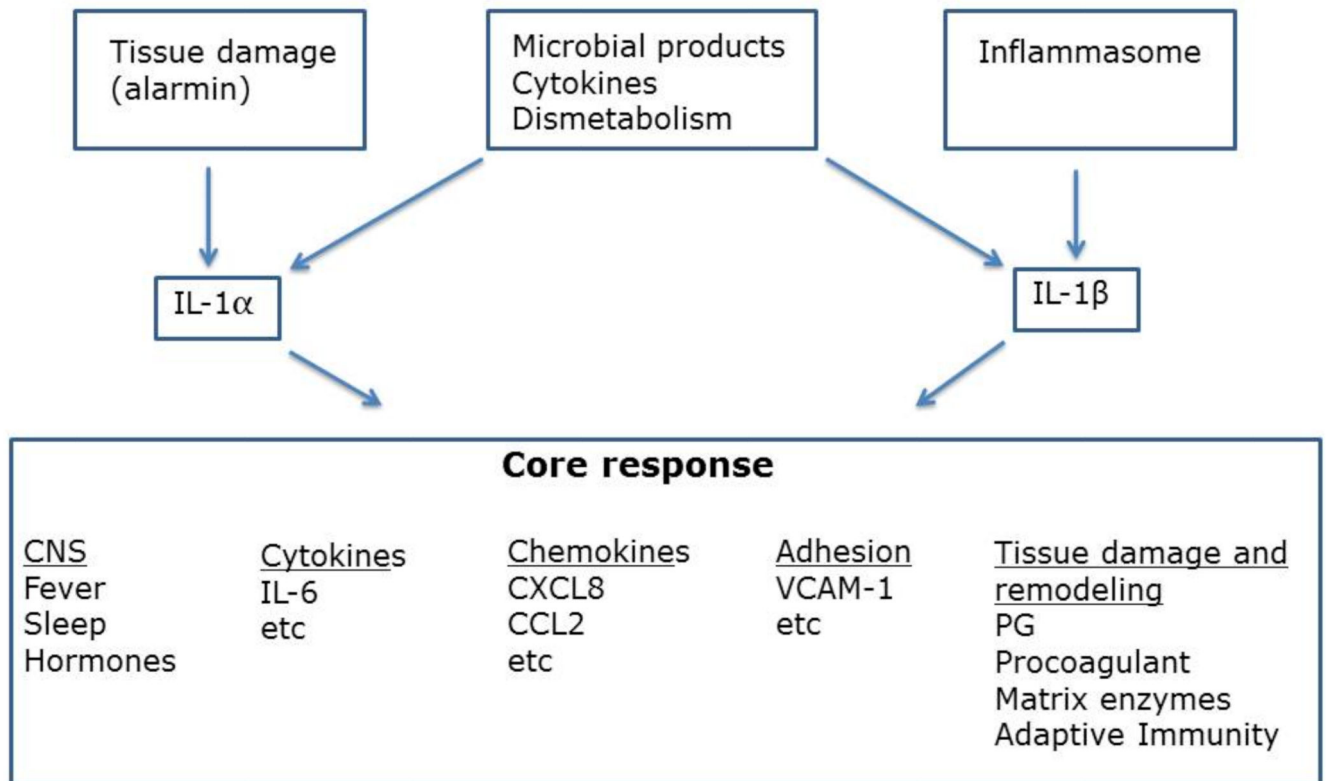 Tissue damage
(alarmin)
Microbial products
Cytokines
Dismetabolism
Inflammasome
IL-1α
IL-1β
Core response
CNS
Fever
Sleep
Hormones
Cytokines
IL-6
etc
Chemokines
CXCL8
CCL2
etc
Adhesion
VCAM-1
etc
Tissue damage and
remodeling
PG
Procoagulant
Matrix enzymes
Adaptive Immunity